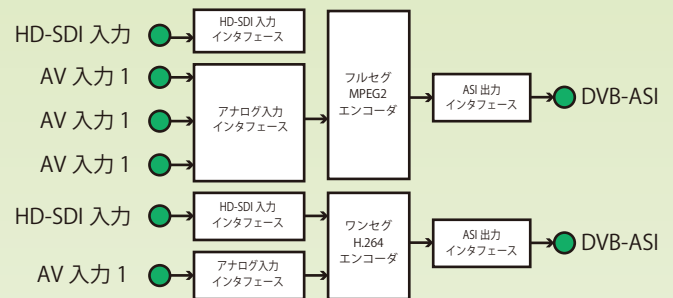 HD-SDI 入力
HD-SDI 入力
インタフェース
AV 入力 1
AV 入力 1
AV 入力 1
アナログ入力
インタフェース
フルセグ
MPEG2
エンコーダ
ASI 出力
インタフェース
DVB-ASI
HD-SDI 入力
HD-SDI 入力
インタフェース
AV 入力 1
アナログ入力
インタフェース
ワンセグ
H.264
エンコーダ
ASI 出力
インタフェース
DVB-ASI